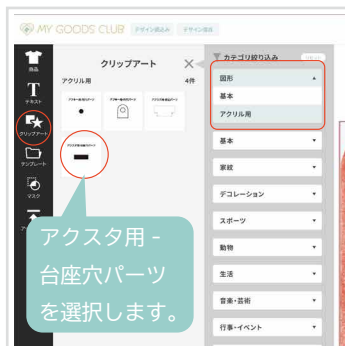 MY GOODS CLUB
デザイン読込み
デザイン保存
商品
T
テキスト
クリップアート
テンプレート
マスク
クリップアート
アクリル用
4件
カテゴリ絞り込み
図形
基本
アクリル用
基本
家紋
デコレーション
スポーツ
動物
生活
音楽・芸術
行事・イベント
アクスタ用 -
台座穴パーツ
を選択します。